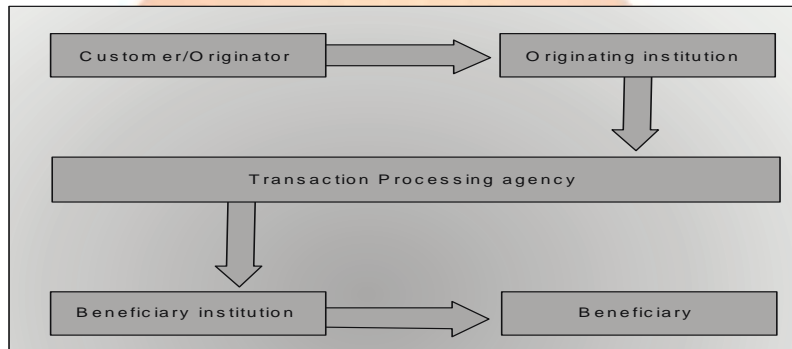 Customer/Originator
Originating institution
Transaction Processing agency
Beneficiary institution
Beneficiary